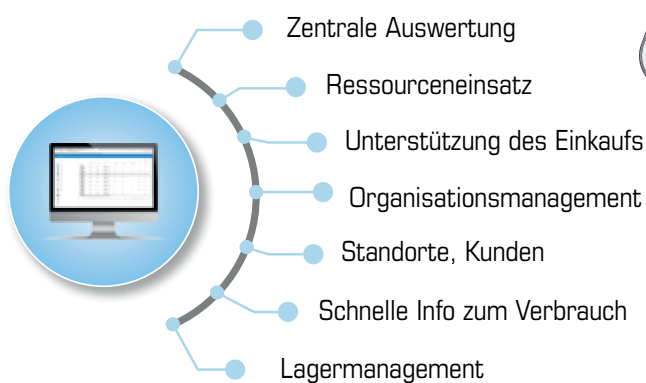 Zentrale Auswertung
Ressourceneinsatz
Unterstützung des Einkaufs
Organisationsmanagement
Standorte, Kunden
Schnelle Info zum Verbrauch
Lagermanagement